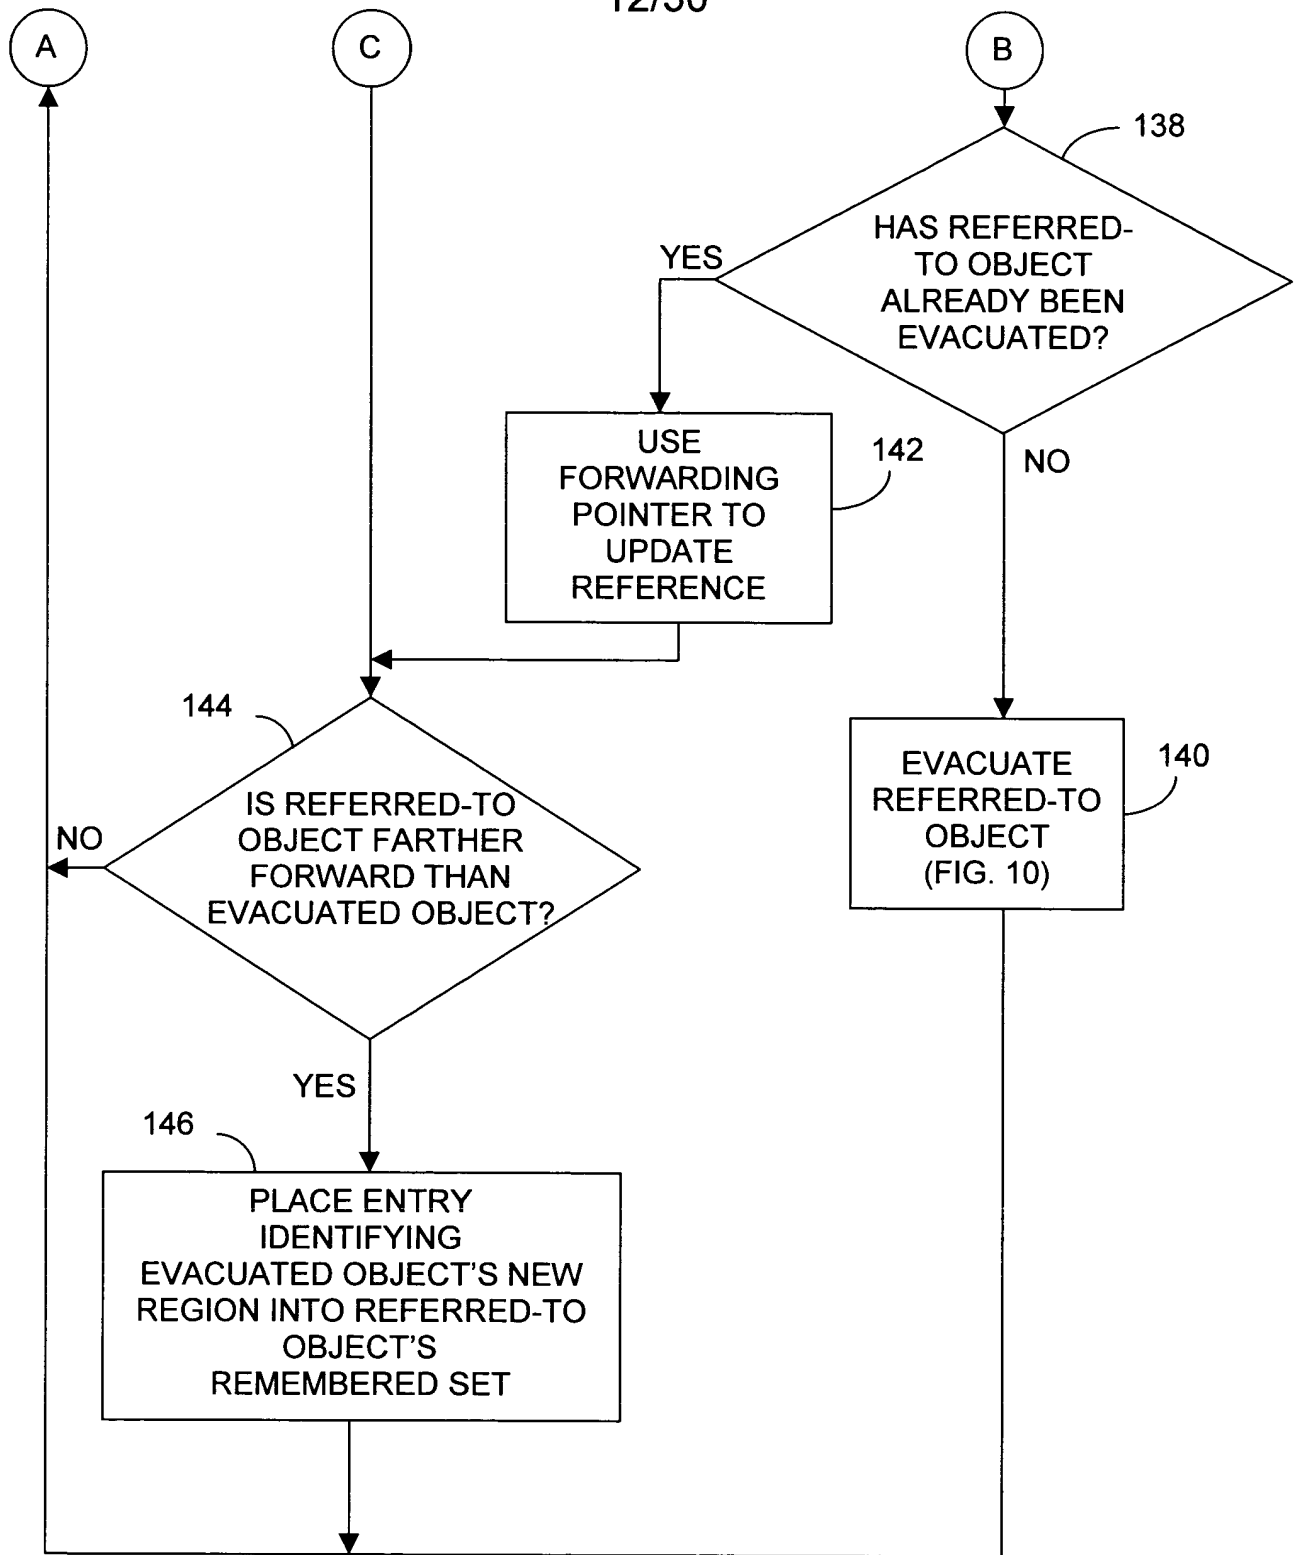 12/30
A
C
B
138
HAS REFERRED-
TO OBJECT
ALREADY BEEN
EVACUATED?
YES
NO
USE
FORWARDING
POINTER TO
UPDATE
REFERENCE
142
144
IS REFERRED-TO
OBJECT FARTHER
FORWARD THAN
EVACUATED OBJECT?
NO
YES
EVACUATE
REFERRED-TO
OBJECT
(FIG. 10)
140
146
PLACE ENTRY
IDENTIFYING
EVACUATED OBJECT'S NEW
REGION INTO REFERRED-TO
OBJECT'S
REMEMBERED SET